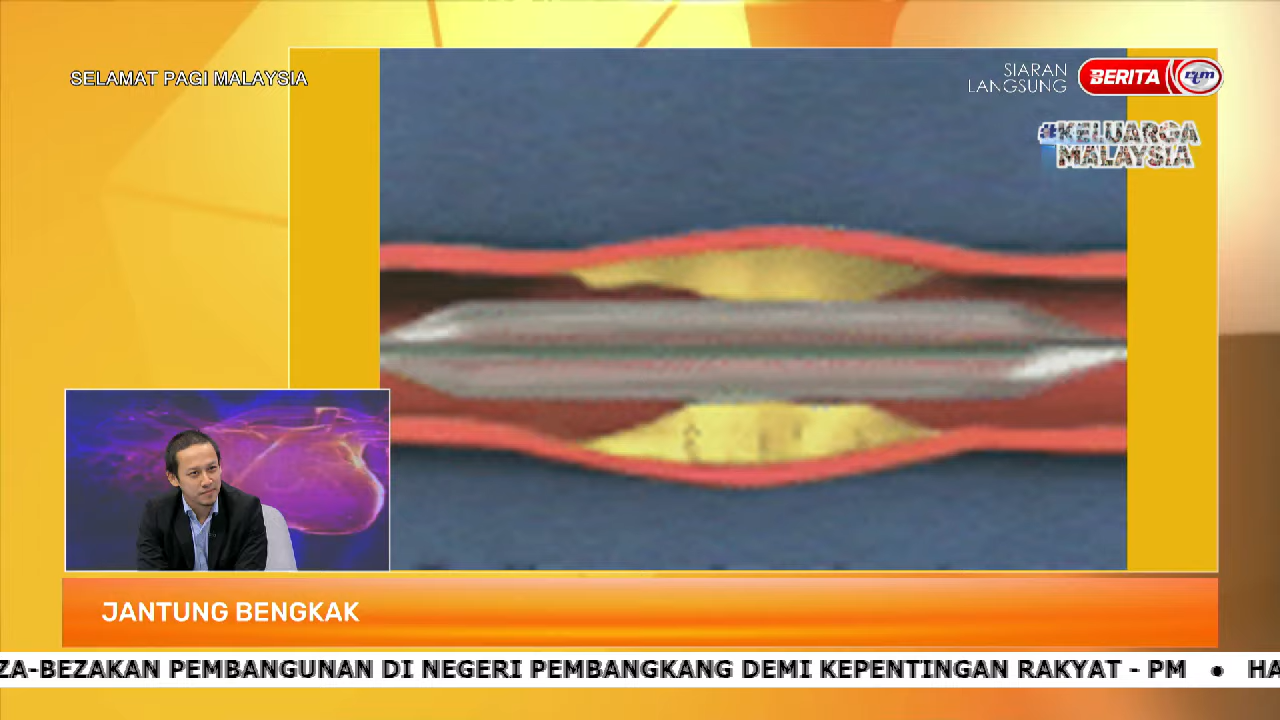 SELAMAT PAGI MALAYSIA
SIARAN
LANGSUNG
BERITA rtm
#KELUARGA
MALAYSIA
JANTUNG BENGKAK
ZA-BEZAKAN PEMBANGUNAN DI NEGERI PEMBANGKANG DEMI KEPENTINGAN RAKYAT - PM • HA